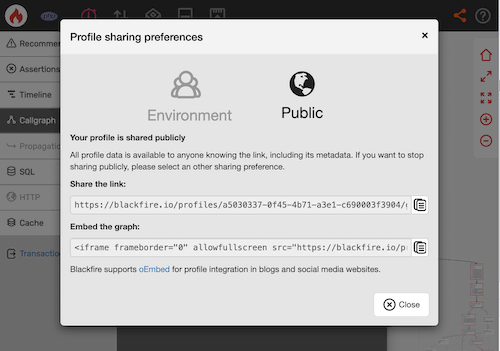 php
Profile sharing preferences
×
Environment
Public
Your profile is shared publicly
All profile data is available to anyone knowing the link, including its metadata. If you want to stop
sharing publicly, please select an other sharing preference.
Share the link:
https://blackfire.io/profiles/a5030337-0f45-4b71-a3e1-c690003f3904/
Embed the graph:
<iframe frameborder="0" allowfullscreen src="https://blackfire.io/p
Blackfire supports oEmbed for profile integration in blogs and social media websites.
Close
Recommen
Assertions
Timeline
Callgraph
Propagatio
SQL
HTTP
Cache
Transactio